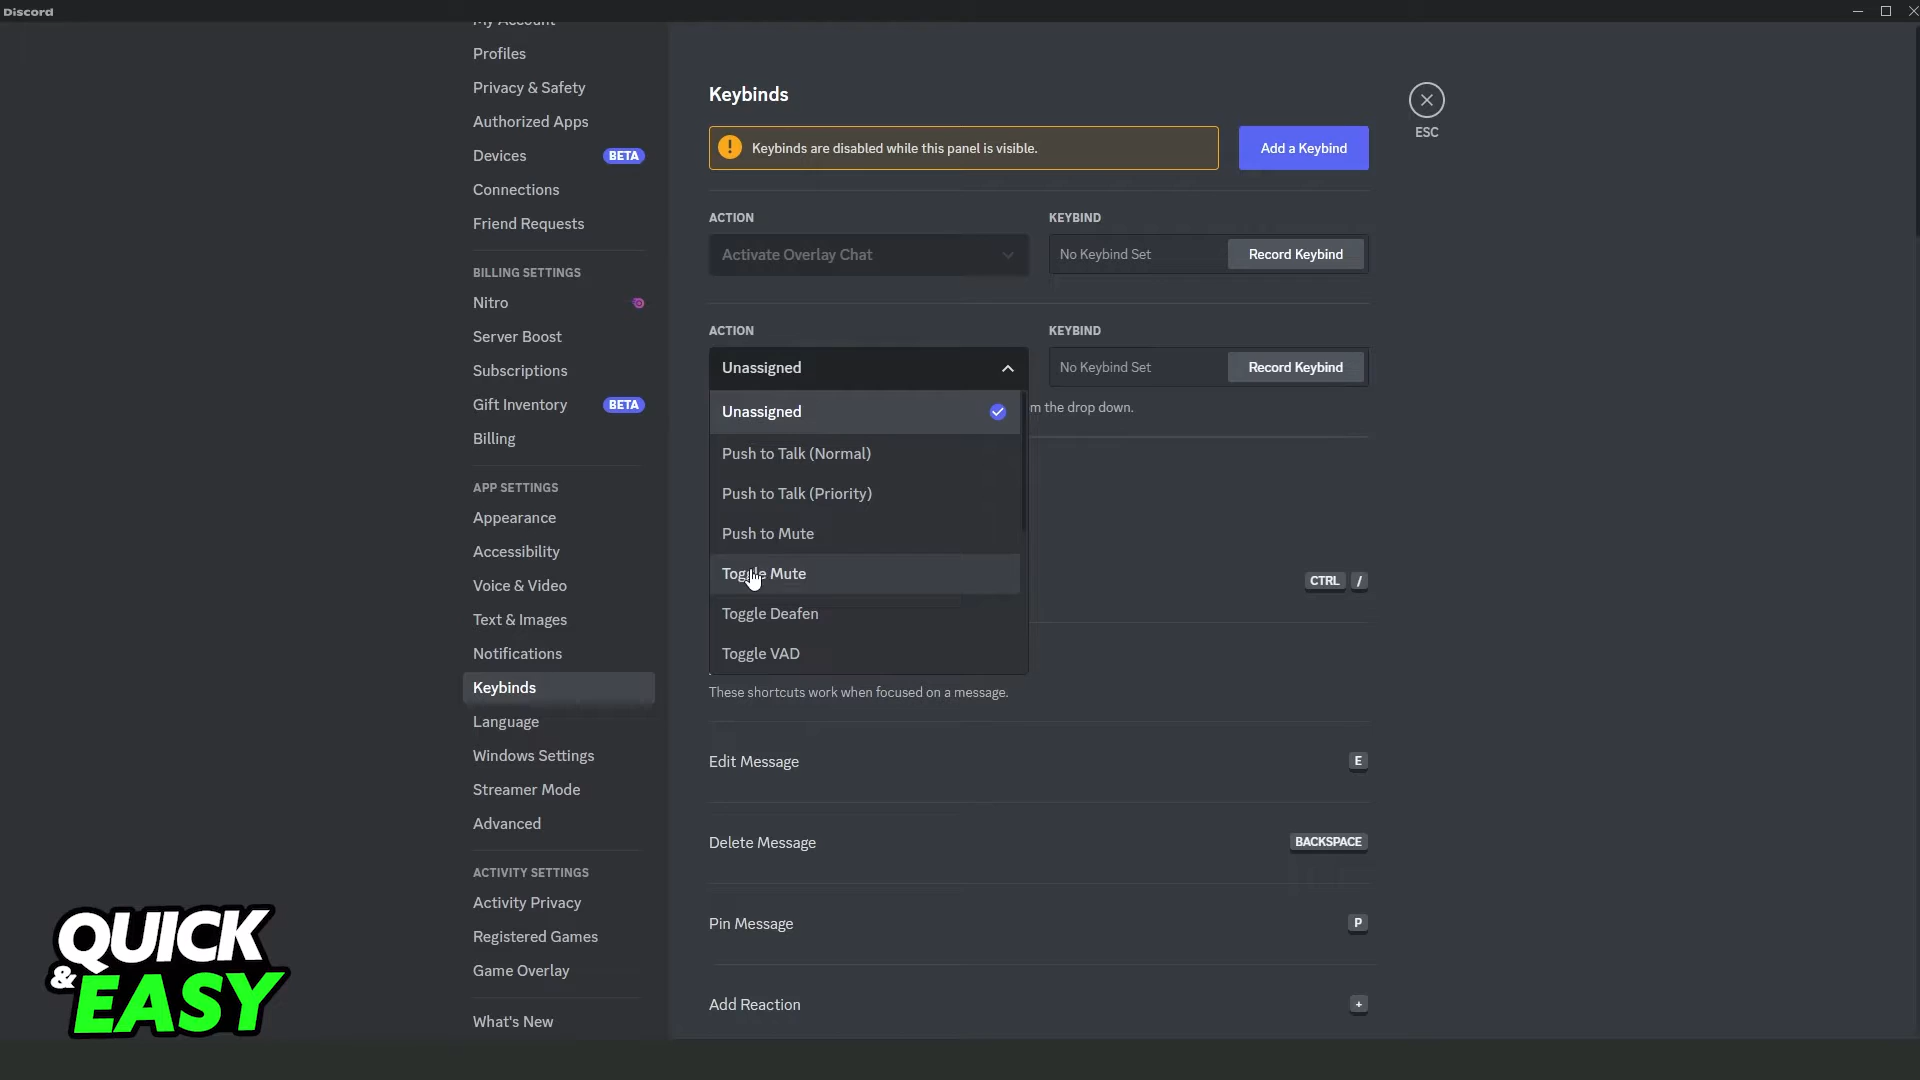 Discord
My Account
Profiles
Privacy & Safety
Authorized Apps
Devices BETA
Connections
Friend Requests
BILLING SETTINGS
Nitro
Server Boost
Subscriptions
Gift Inventory BETA
Billing
APP SETTINGS
Appearance
Accessibility
Voice & Video
Text & Images
Notifications
Keybinds
Language
Windows Settings
Streamer Mode
Advanced
ACTIVITY SETTINGS
Activity Privacy
Registered Games
Game Overlay
What's New
Keybinds
! Keybinds are disabled while this panel is visible.
Add a Keybind
ESC
ACTION KEYBIND
Activate Overlay Chat No Keybind Set Record Keybind
ACTION KEYBIND
Unassigned No Keybind Set Record Keybind
m the drop down.
Unassigned
Push to Talk (Normal)
Push to Talk (Priority)
Push to Mute
Toggle Mute
Toggle Deafen
Toggle VAD
CTRL /
These shortcuts work when focused on a message.
Edit Message E
Delete Message BACKSPACE
Pin Message P
Add Reaction +
QUICK
& EASY